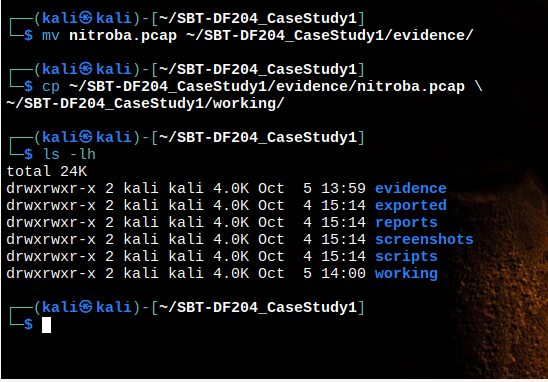 ┌──(kali㉿kali)-[~/SBT-DF204_CaseStudy1]
└─$ mv nitroba.pcap ~/SBT-DF204_CaseStudy1/evidence/
┌──(kali㉿kali)-[~/SBT-DF204_CaseStudy1]
└─$ cp ~/SBT-DF204_CaseStudy1/evidence/nitroba.pcap \
~/SBT-DF204_CaseStudy1/working/
┌──(kali㉿kali)-[~/SBT-DF204_CaseStudy1]
└─$ ls -lh
total 24K
drwxrwxr-x 2 kali kali 4.0K Oct  5 13:59 evidence
drwxrwxr-x 2 kali kali 4.0K Oct  4 15:14 exported
drwxrwxr-x 2 kali kali 4.0K Oct  4 15:14 reports
drwxrwxr-x 2 kali kali 4.0K Oct  4 15:14 screenshots
drwxrwxr-x 2 kali kali 4.0K Oct  4 15:14 scripts
drwxrwxr-x 2 kali kali 4.0K Oct  5 14:00 working
┌──(kali㉿kali)-[~/SBT-DF204_CaseStudy1]
└─$